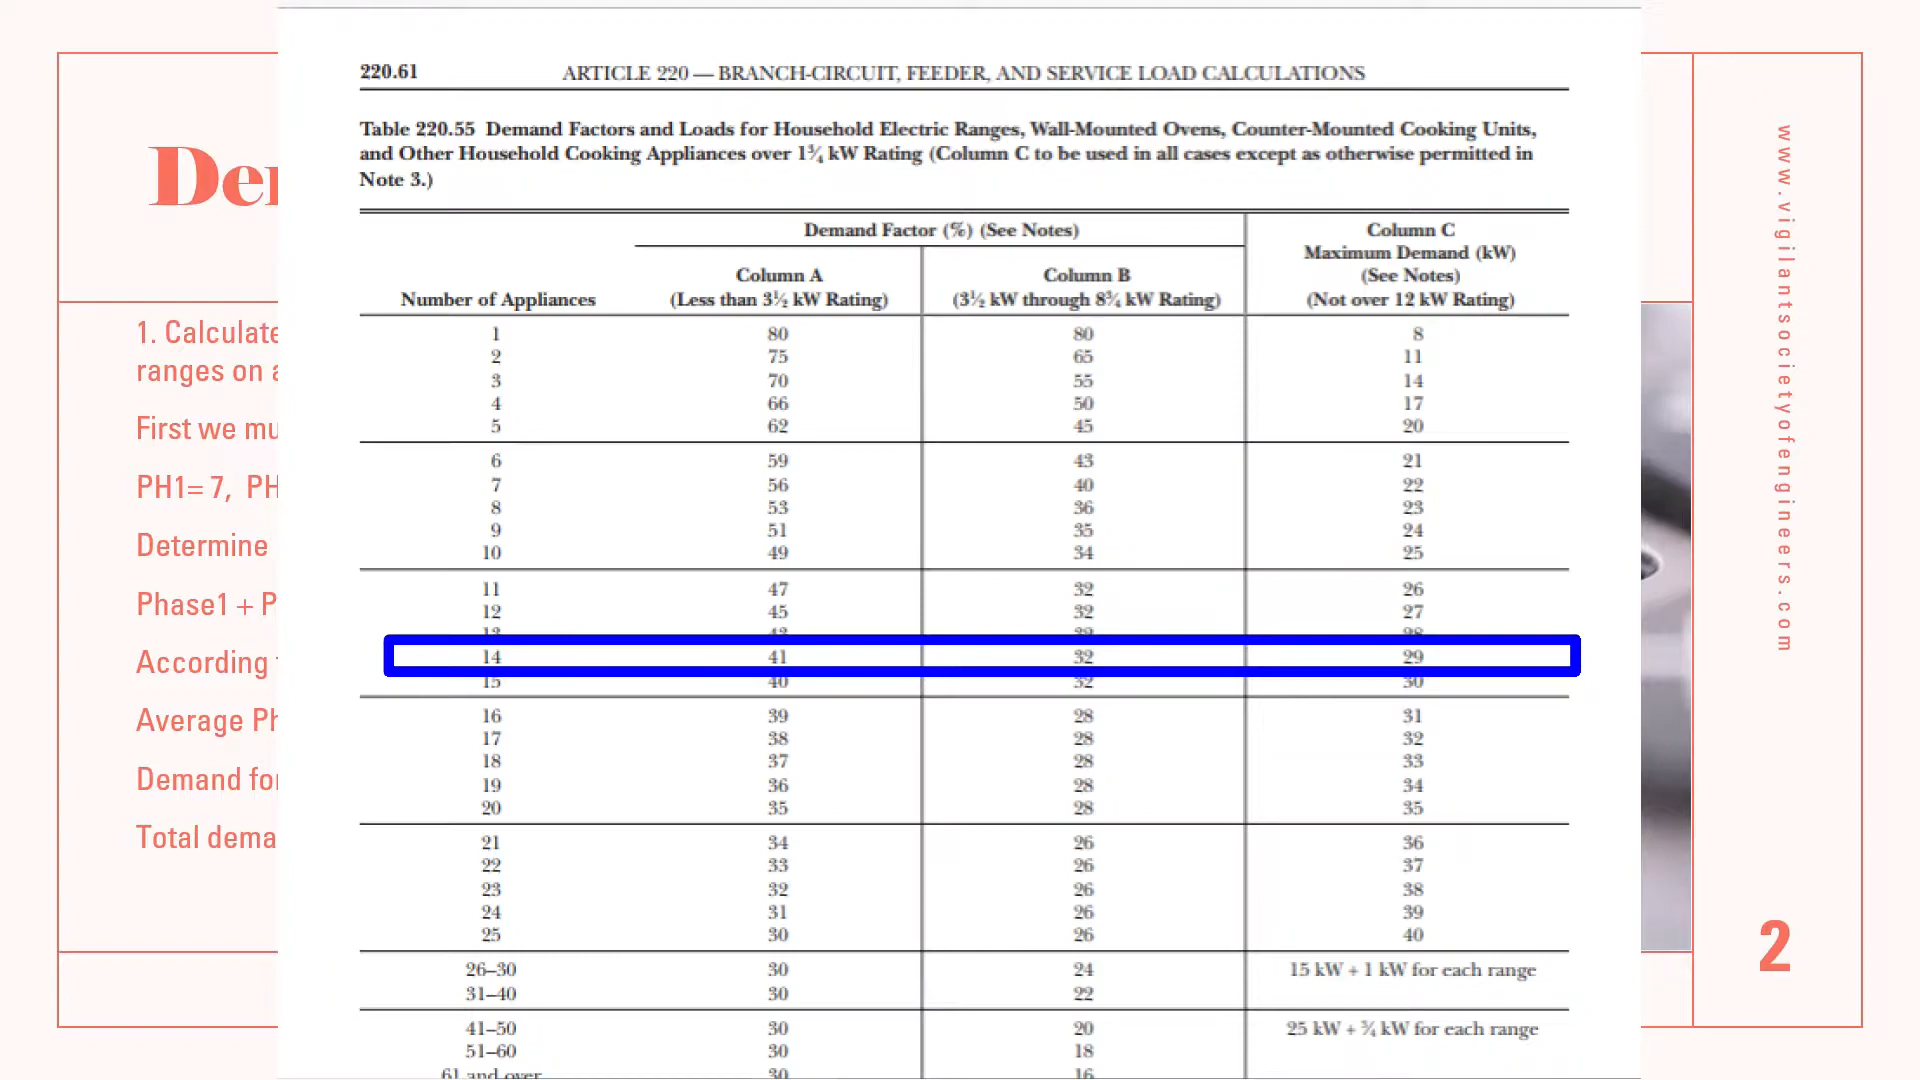 220.61 ARTICLE 220 — BRANCH-CIRCUIT, FEEDER, AND SERVICE LOAD CALCULATIONS
Table 220.55 Demand Factors and Loads for Household Electric Ranges, Wall-Mounted Ovens, Counter-Mounted Cooking Units,
and Other Household Cooking Appliances over 1¾ kW Rating (Column C to be used in all cases except as otherwise permitted in
Note 3.)
Demand Factor (%) (See Notes)
Number of Appliances
Column A
(Less than 3½ kW Rating)
Column B
(3½ kW through 8¾ kW Rating)
Column C
Maximum Demand (kW)
(See Notes)
(Not over 12 kW Rating)
1 80 80 8
2 75 65 11
3 70 55 14
4 66 50 17
5 62 45 20
6 59 43 21
7 56 40 22
8 53 36 23
9 51 35 24
10 49 34 25
11 47 32 26
12 45 32 27
14 41 32 29
15 40 32 30
16 39 28 31
17 38 28 32
18 37 28 33
19 36 28 34
20 35 28 35
21 34 26 36
22 33 26 37
23 32 26 38
24 31 26 39
25 30 26 40
26–30 30 24 15 kW + 1 kW for each range
31–40 30 22
41–50 30 20 25 kW + ¾ kW for each range
51–60 30 18
61 and over 30 16
1. Calculate
ranges on a
First we mu
PH1= 7, PH
Determine
Phase1 + P
According
Average Ph
Demand for
Total dema
www.vigilantsocietyofengineers.com
2